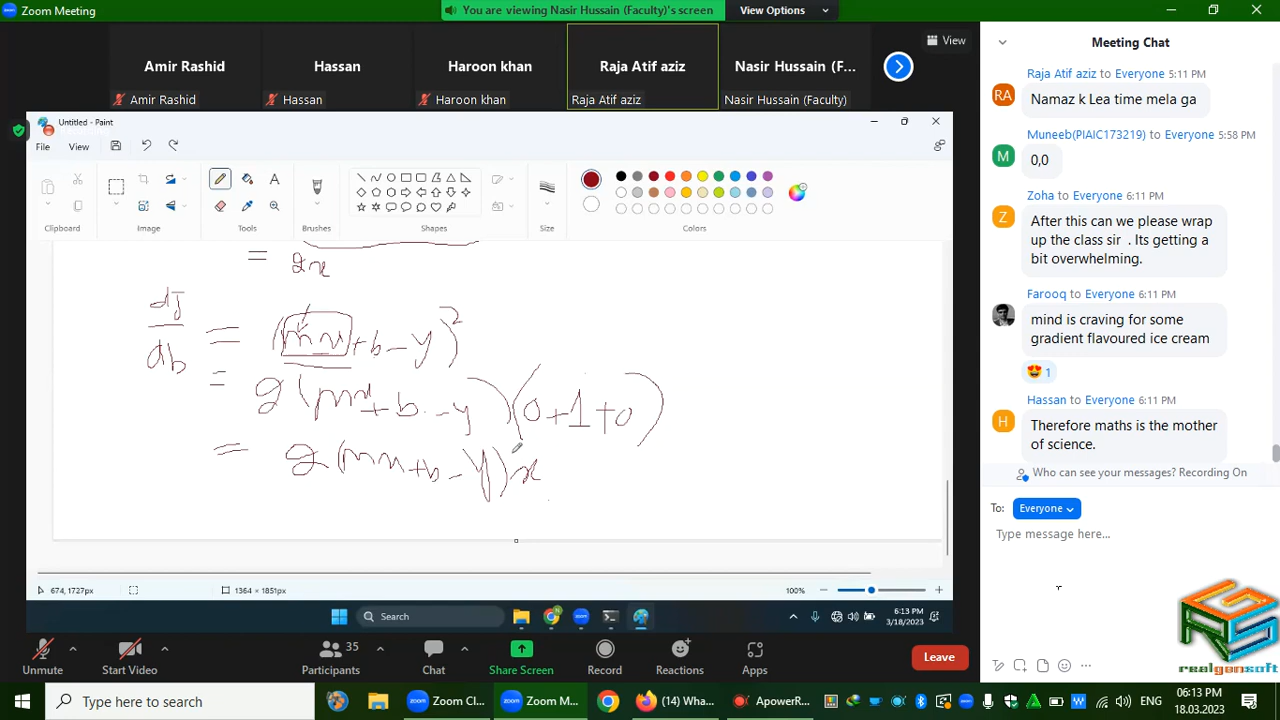 Zoom Meeting
You are viewing Nasir Hussain (Faculty)'s screen
View Options
Amir Rashid
Hassan
Haroon khan
Raja Atif aziz
Nasir Hussain (F...
Amir Rashid
Hassan
Haroon khan
Raja Atif aziz
Nasir Hussain (Faculty)
View
Untitled - Paint
File
View
Clipboard
Image
Tools
Brushes
Shapes
Size
Colors
= 2x
dJ/db = (mx+b-y)²
= 2(mx+b-y)(0+1+0)
= 2(mx+b-y)x
674, 1727px
1364 × 1851px
100%
Search
6:13 PM
3/18/2023
Unmute
Start Video
Participants
35
Chat
Share Screen
Record
Reactions
Apps
Leave
Meeting Chat
Raja Atif aziz to Everyone 5:11 PM
RA
Namaz k Lea time mela ga
Muneeb(PIAIC173219) to Everyone 5:58 PM
M
0,0
Zoha to Everyone 6:11 PM
Z
After this can we please wrap
up the class sir . Its getting a
bit overwhelming.
Farooq to Everyone 6:11 PM
mind is craving for some
gradient flavoured ice cream
1
Hassan to Everyone 6:11 PM
H
Therefore maths is the mother
of science.
Who can see your messages? Recording On
To: Everyone
Type message here...
realgensoft
Type here to search
Zoom Cl...
Zoom M...
(14) Wha...
ApoweR...
ENG
06:13 PM
18.03.2023